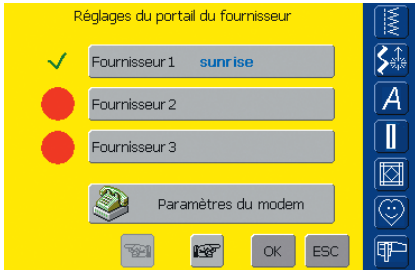 Réglages du portail du fournisseur
Fournisseur 1 sunrise
Fournisseur 2
Fournisseur 3
Paramètres du modem
OK ESC
A